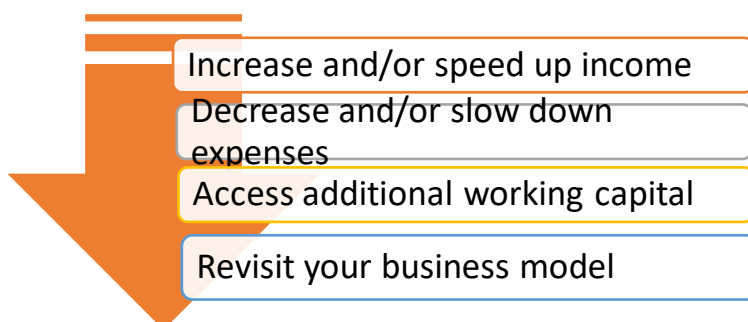 Increase and/or speed up income
Decrease and/or slow down
expenses
Access additional working capital
Revisit your business model